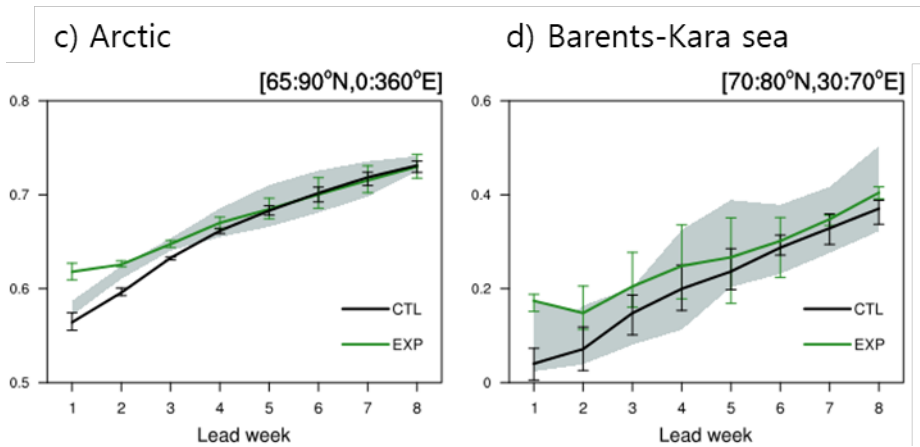 c) Arctic
[65:90°N,0:360°E]
0.8
0.7
0.6
0.5
CTL
EXP
1 2 3 4 5 6 7 8
Lead week
d) Barents-Kara sea
[70:80°N,30:70°E]
0.6
0.4
0.2
0
CTL
EXP
1 2 3 4 5 6 7 8
Lead week